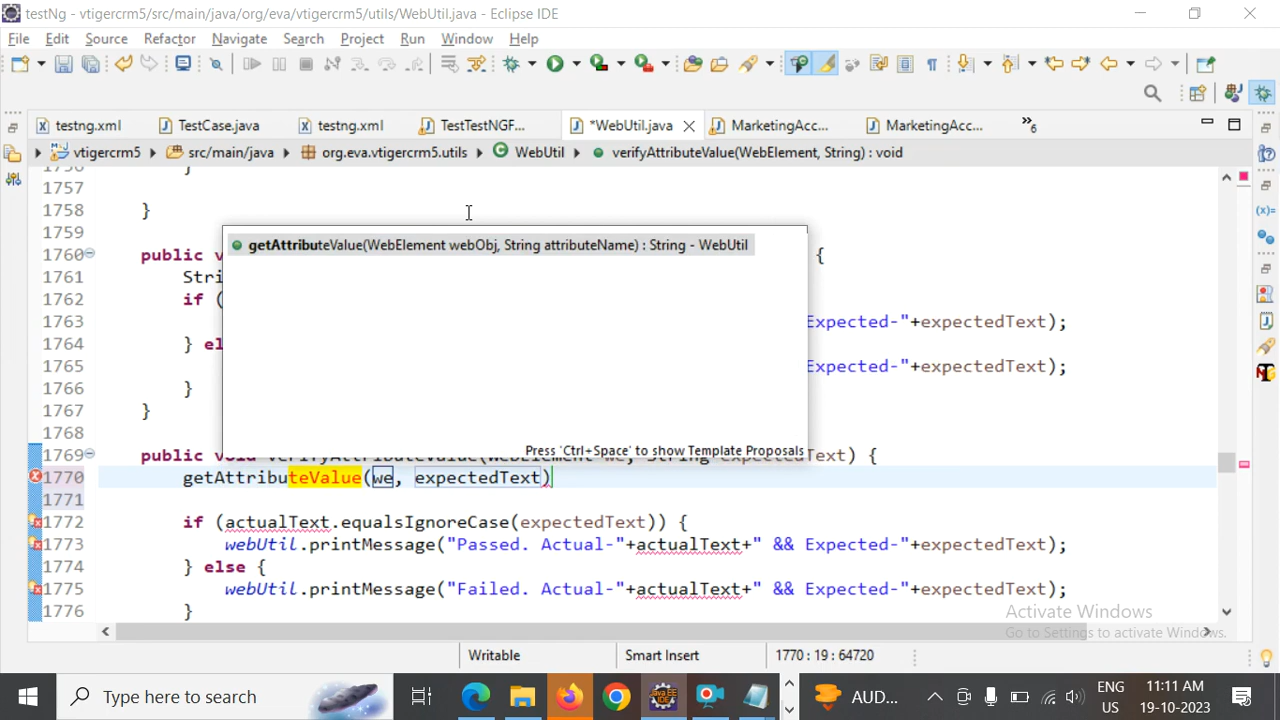 testNg - vtigercrm5/src/main/java/org/eva/vtigercrm5/utils/WebUtil.java - Eclipse IDE
File Edit Source Refactor Navigate Search Project Run Window Help
testng.xml TestCase.java testng.xml TestTestNGF... *WebUtil.java MarketingAcc... MarketingAcc... »6
vtigercrm5 src/main/java org.eva.vtigercrm5.utils WebUtil verifyAttributeValue(WebElement, String) : void
1757
1758 }
1759
getAttributeValue(WebElement webObj, String attributeName) : String - WebUtil
1760 public v {
1761 Stri
1762 if (
1763 Expected-"+expectedText);
1764 } el
1765 Expected-"+expectedText);
1766 }
1767 }
1768
Press 'Ctrl+Space' to show Template Proposals
1769 public void verifyAttributeValue(WebElement we, String expectedText) {
1770 getAttributeValue(we, expectedText)
1771
1772 if (actualText.equalsIgnoreCase(expectedText)) {
1773 webUtil.printMessage("Passed. Actual-"+actualText+" && Expected-"+expectedText);
1774 } else {
1775 webUtil.printMessage("Failed. Actual-"+actualText+" && Expected-"+expectedText);
1776 }
Activate Windows
Go to Settings to activate Windows.
Writable Smart Insert 1770 : 19 : 64720
Type here to search AUD... ENG 11:11 AM
US 19-10-2023